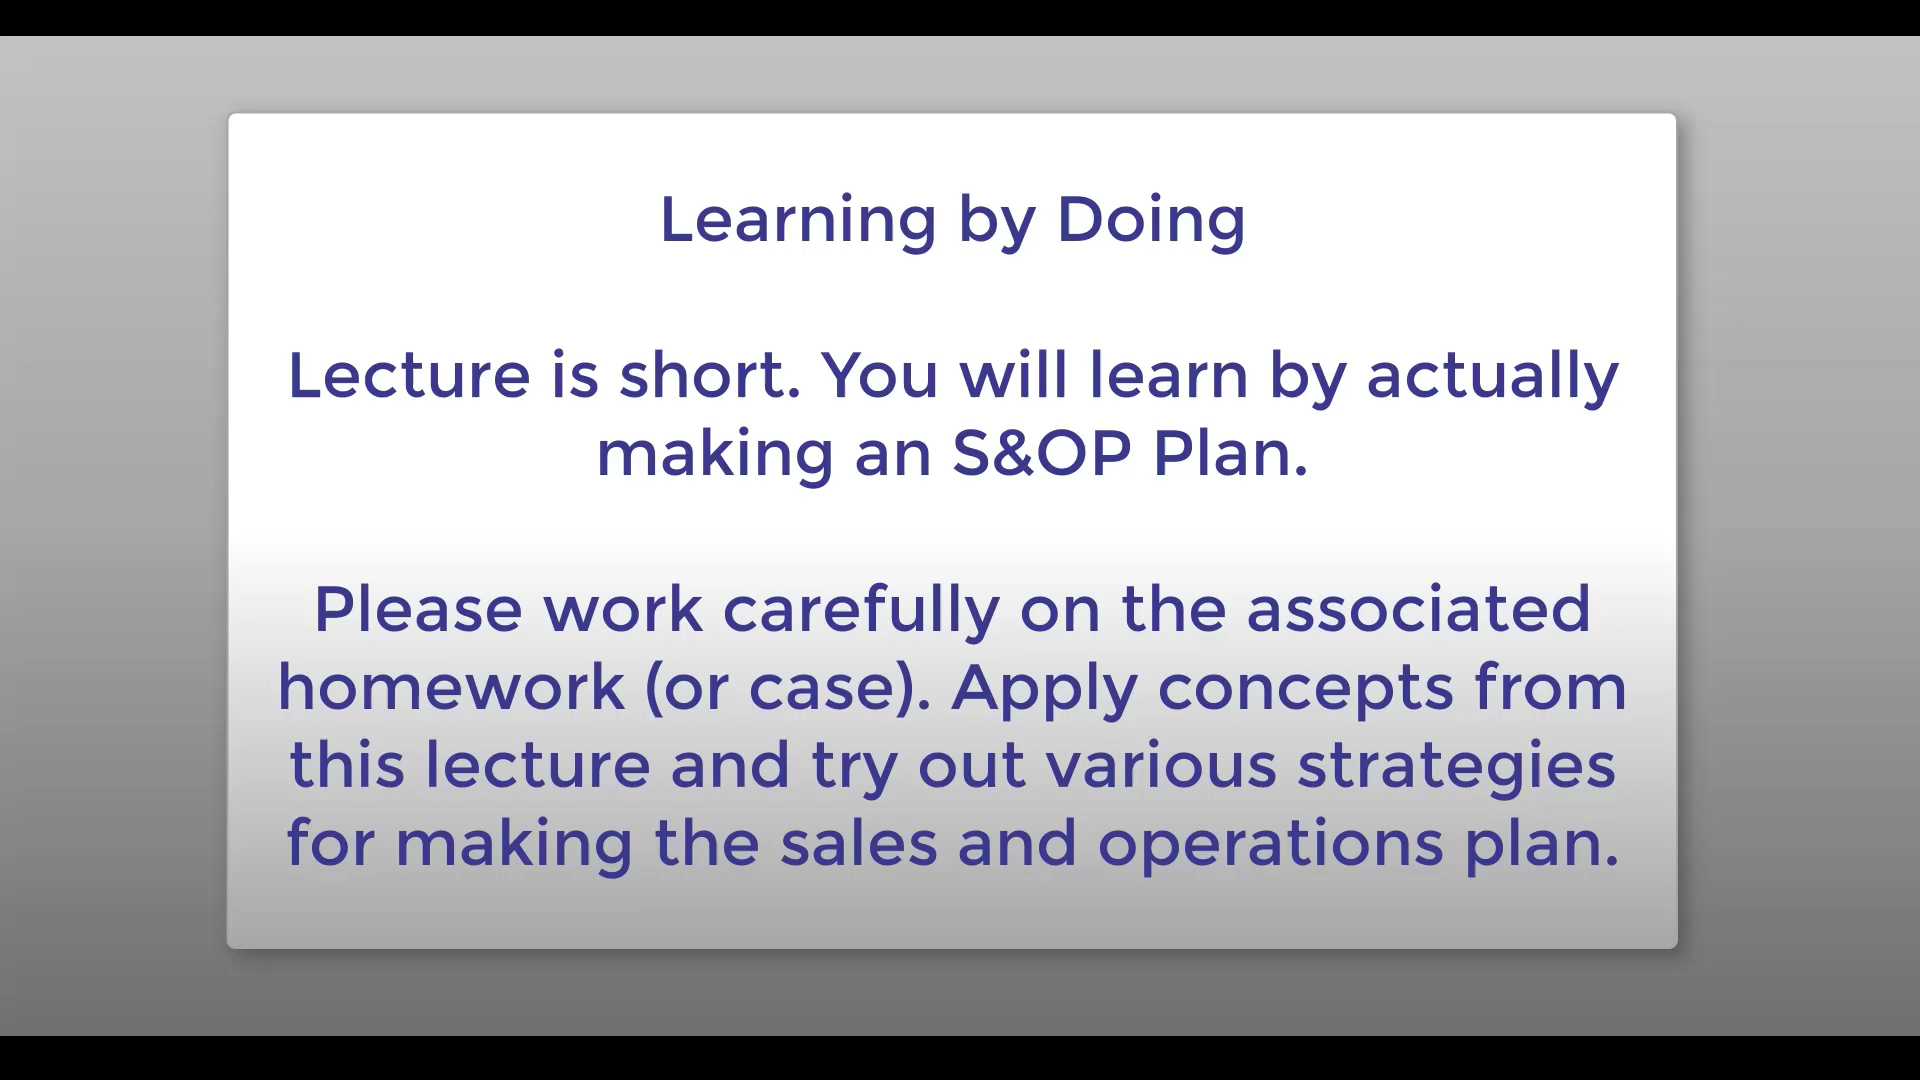 Learning by Doing
Lecture is short. You will learn by actually
making an S&OP Plan.
Please work carefully on the associated
homework (or case). Apply concepts from
this lecture and try out various strategies
for making the sales and operations plan.